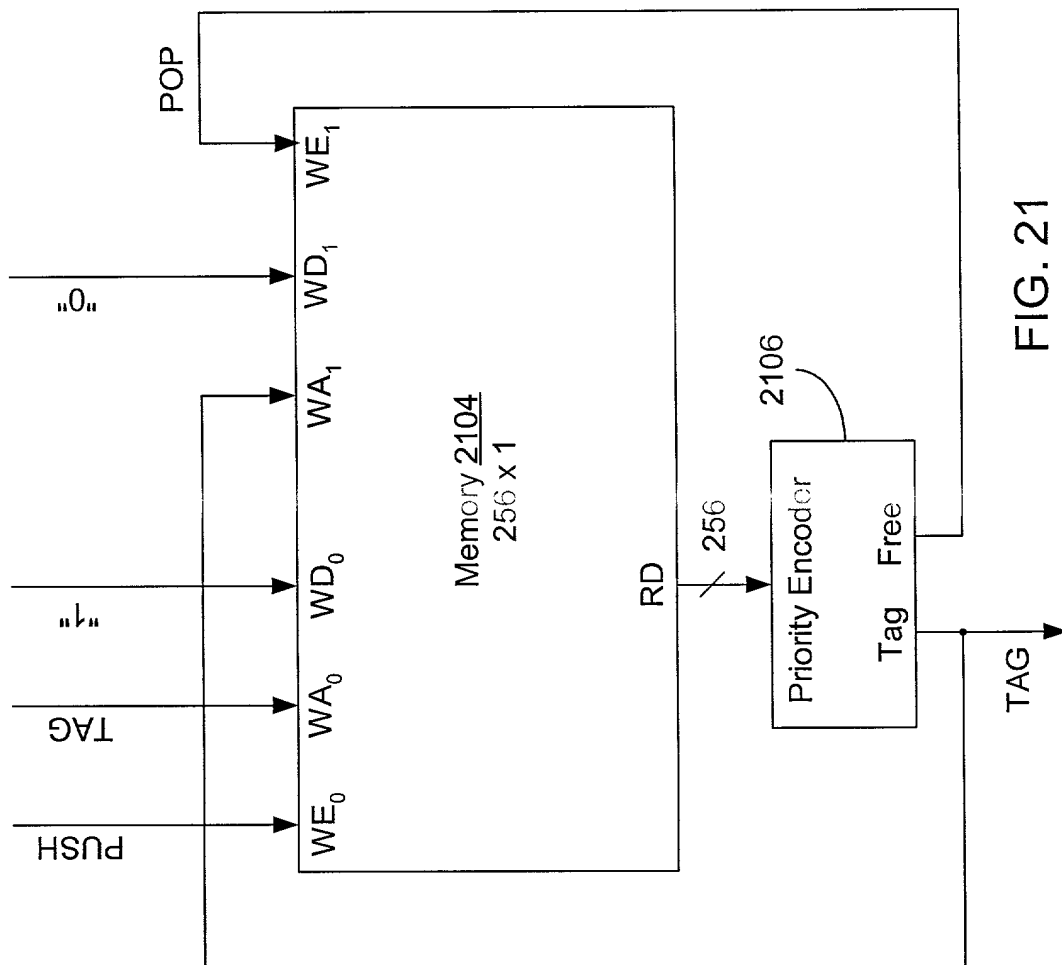 PUSH
TAG
"1"
"0"
POP
WE0
WA0
WD0
WA1
WD1
WE1
Memory 2104
256 x 1
RD
256
Priority Encoder
2106
Tag Free
TAG
FIG. 21